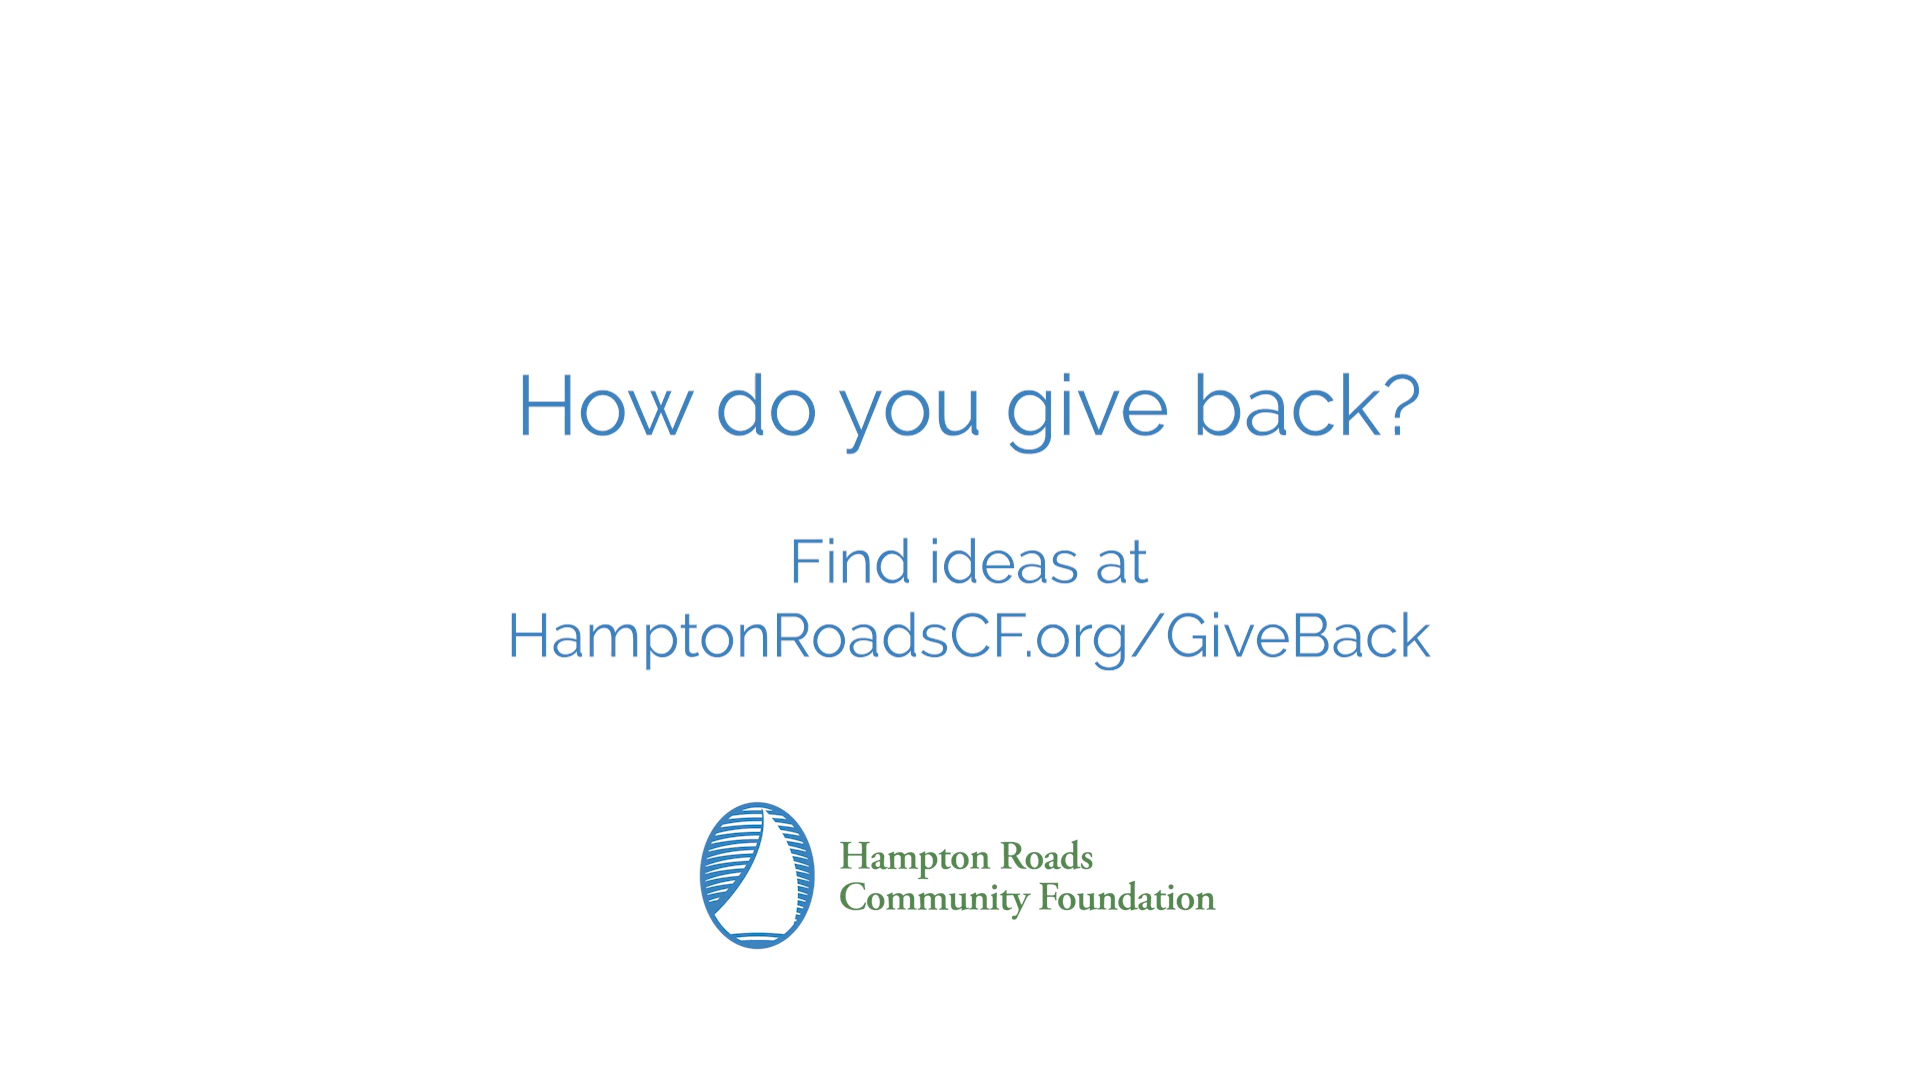 How do you give back?
Find ideas at
HamptonRoadsCF.org/GiveBack
Hampton Roads
Community Foundation